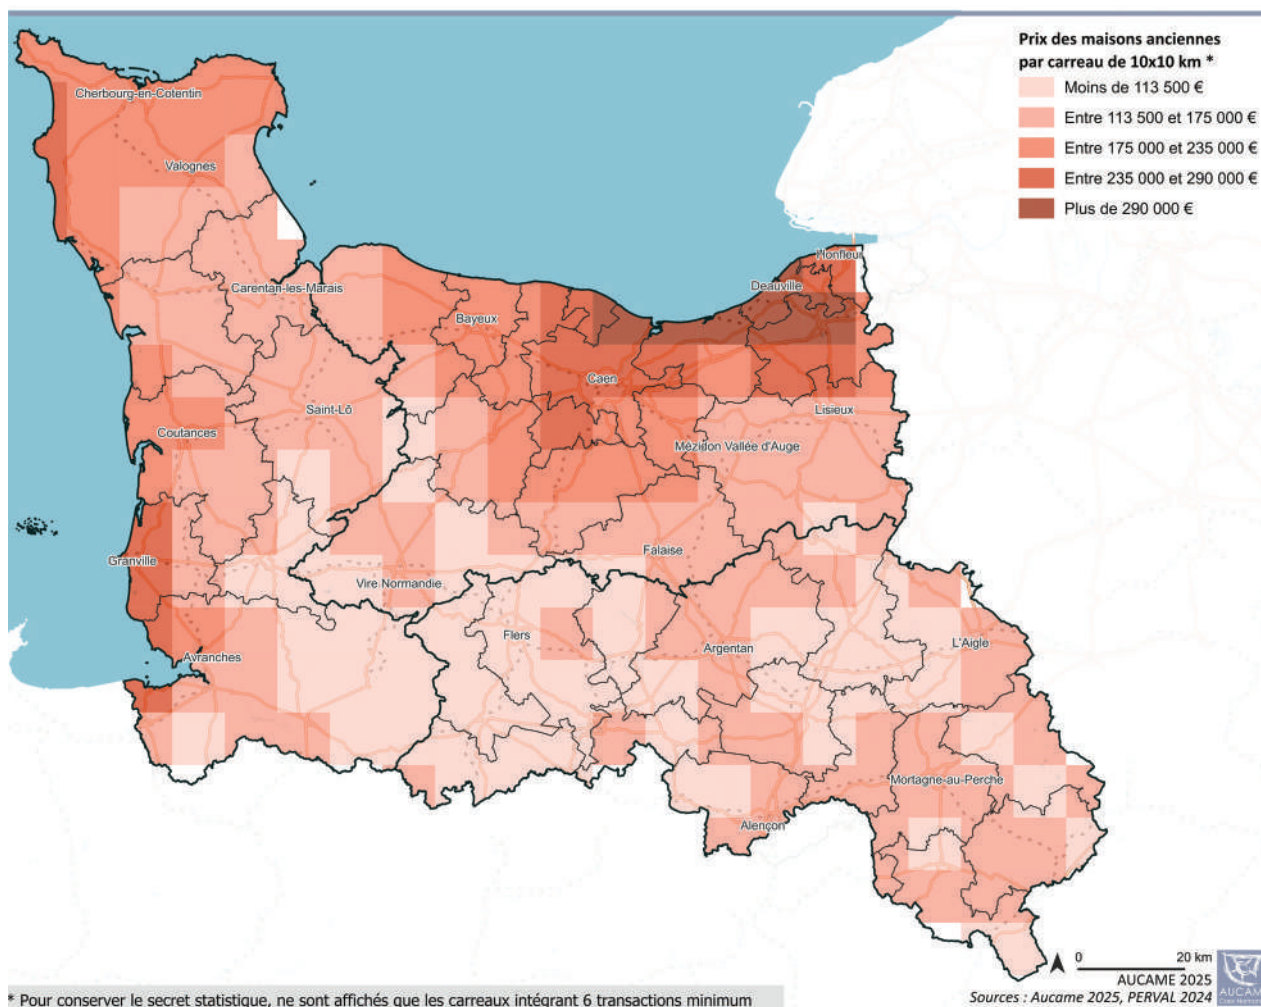 Prix des maisons anciennes
par carreau de 10x10 km *
Moins de 113 500 €
Entre 113 500 et 175 000 €
Entre 175 000 et 235 000 €
Entre 235 000 et 290 000 €
Plus de 290 000 €
Cherbourg-en-Cotentin
Valognes
Honfleur
Deauville
Carentan-les-Marais
Bayeux
Caen
Saint-Lô
Lisieux
Coutances
Mézidon Vallée d'Auge
Falaise
Granville
Vire Normandie
Flers
L'Aigle
Argentan
Avranches
Mortagne-au-Perche
Alençon
0 20 km
AUCAME 2025
Sources : Aucame 2025, PERVAL 2024
AUCAME
Caen Normandie
* Pour conserver le secret statistique, ne sont affichés que les carreaux intégrant 6 transactions minimum